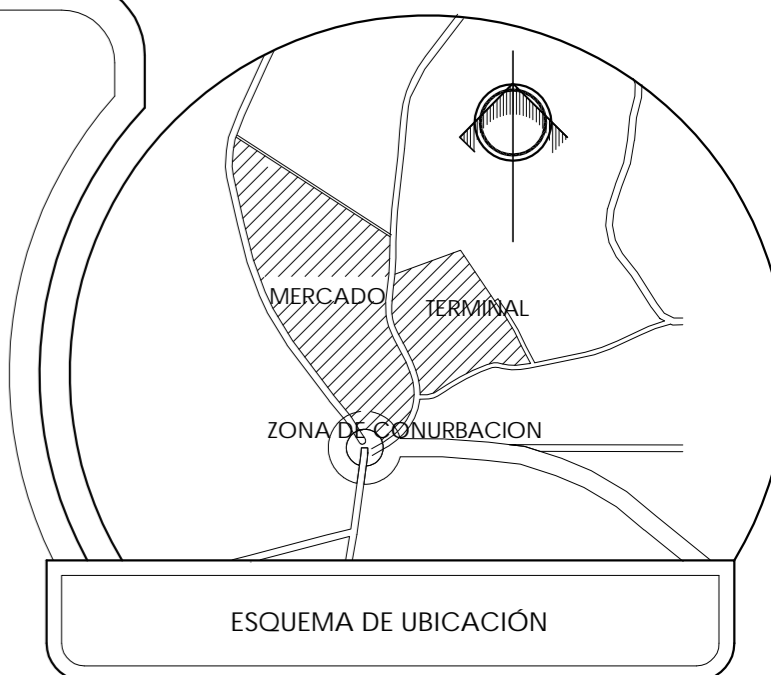 MERCADO
TERMINAL
ZONA DE CONURBACION
ESQUEMA DE UBICACIÓN